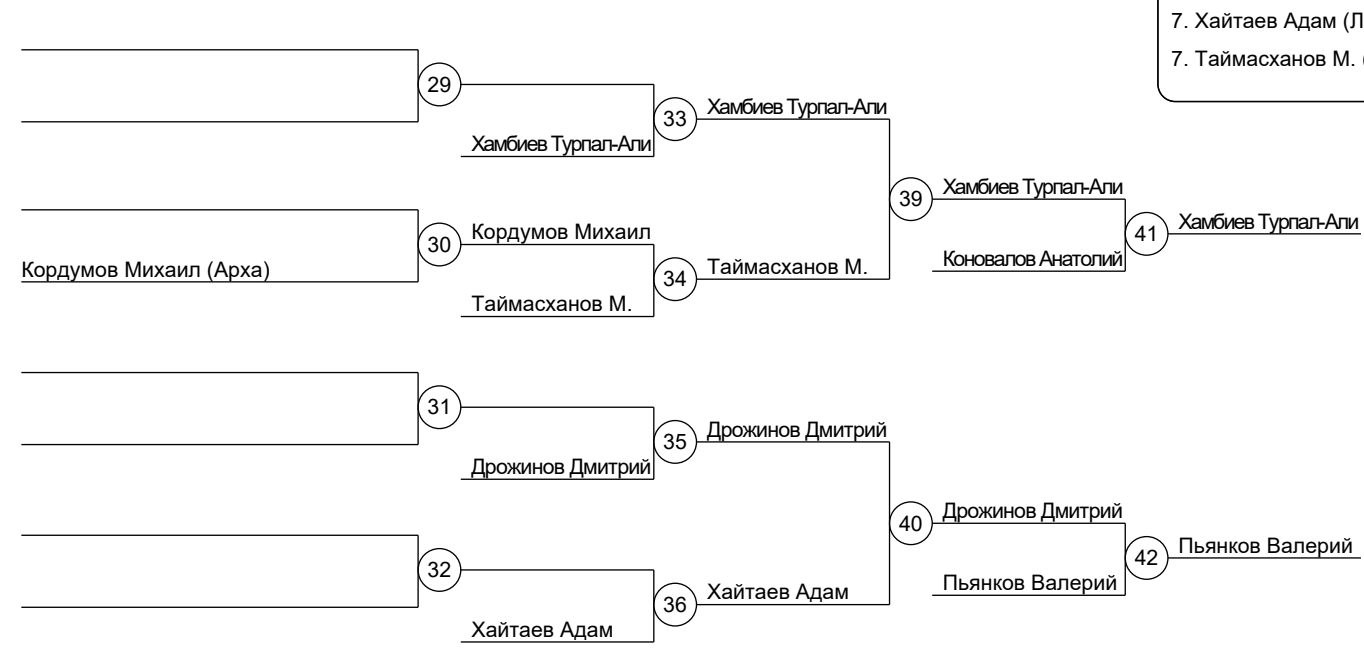 7. Хайтаев Адам (Л
7. Таймасханов М. (
29
33
Хамбиев Турпал-Али
Хамбиев Турпал-Али
39
Хамбиев Турпал-Али
30
Кордумов Михаил
41
Хамбиев Турпал-Али
Кордумов Михаил (Арха)
34
Таймасханов М.
Коновалов Анатолий
Таймасханов М.
31
35
Дрожинов Дмитрий
Дрожинов Дмитрий
40
Дрожинов Дмитрий
32
42
Пьянков Валерий
36
Хайтаев Адам
Пьянков Валерий
Хайтаев Адам